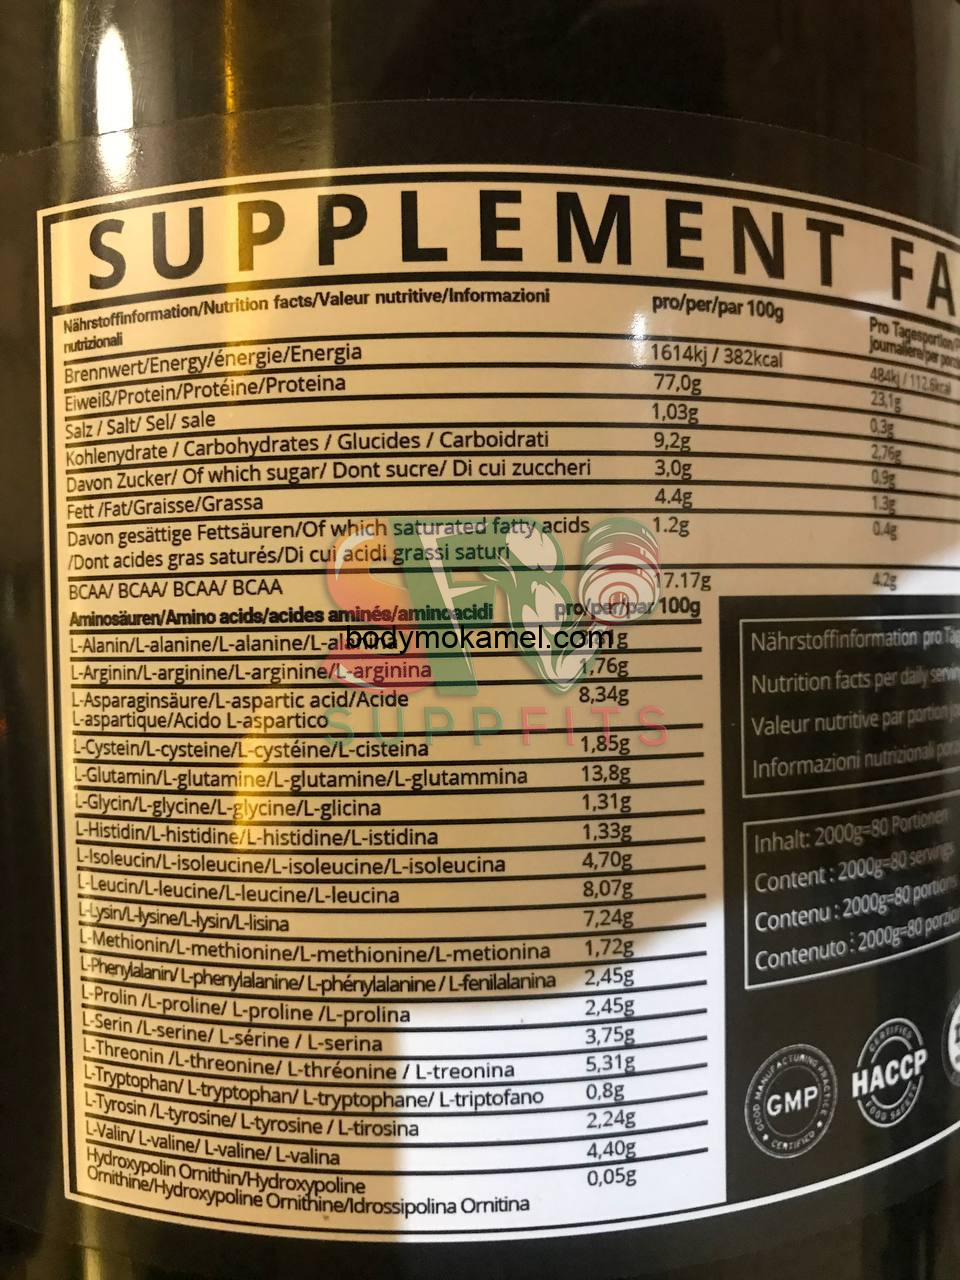 SUPPLEMENT FA
Nährstoffinformation/Nutrition facts/Valeur nutritive/Informazioni nutrizionali pro/per/par 100g
Pro Tagesportion
journalière/per
Brennwert/Energy/énergie/Energia 1614kj / 382kcal 484kj / 112.6kcal
Eiweiß/Protein/Protéine/Proteina 77,0g 23,1g
Salz / Salt/ Sel/ sale 1,03g 0.3g
Kohlenydrate / Carbohydrates / Glucides / Carboidrati 9,2g 2,76g
Davon Zucker/ Of which sugar/ Dont sucre/ Di cui zuccheri 3,0g 0.9g
Fett /Fat/Graisse/Grassa 4.4g 1.3g
Davon gesättige Fettsäuren/Of which saturated fatty acids 1.2g 0.4g
/Dont acides gras saturés/Di cui acidi grassi saturi
BCAA/ BCAA/ BCAA/ BCAA 17.17g 4.2g
Aminosäuren/Amino acids/acides aminés/aminoacidi pro/per/par 100g
L-Alanin/L-alanine/L-alanine/L-
bodymokamel.com
L-Arginin/L-arginine/L-arginine/L-arginina 1,76g
L-Asparaginsäure/L-aspartic acid/Acide 8,34g
L-aspartique/Acido L-aspartico
SUPPFITS
L-Cystein/L-cysteine/L-cystéine/L-cisteina 1,85g
L-Glutamin/L-glutamine/L-glutamine/L-glutammina 13,8g
L-Glycin/L-glycine/L-glycine/L-glicina 1,31g
L-Histidin/L-histidine/L-histidine/L-istidina 1,33g
L-Isoleucin/L-isoleucine/L-isoleucine/L-isoleucina 4,70g
L-Leucin/L-leucine/L-leucine/L-leucina 8,07g
L-Lysin/L-lysine/L-lysin/L-lisina 7,24g
L-Methionin/L-methionine/L-methionine/L-metionina 1,72g
L-Phenylalanin/ L-phenylalanine/ L-phénylalanine / L-fenilalanina 2,45g
L-Prolin /L-proline/ L-proline /L-prolina 2,45g
L-Serin /L-serine/ L-sérine / L-serina 3,75g
L-Threonin /L-threonine/ L-thréonine / L-treonina 5,31g
L-Tryptophan/ L-tryptophan/ L-tryptophane/ L-triptofano 0,8g
L-Tyrosin /L-tyrosine/ L-tyrosine / L-tirosina 2,24g
L-Valin/ L-valine/ L-valine/ L-valina 4,40g
Hydroxypolin Ornithin/Hydroxypoline 0,05g
Ornithine/Hydroxypoline Ornithine/Idrossipolina Ornitina
Nährstoffinformation pro Tag
Nutrition facts per daily servin
Valeur nutritive par portion
Informazioni nutrizionali
Inhalt: 2000g=80 Portionen
Content : 2000g=80 servings
Contenu : 2000g=80 portions
Contenuto : 2000g=80 porzio
GOOD MANUFACTURING PRACTICE
GMP
CERTIFIED
CERTIFIED
HACCP
FOOD SAFETY